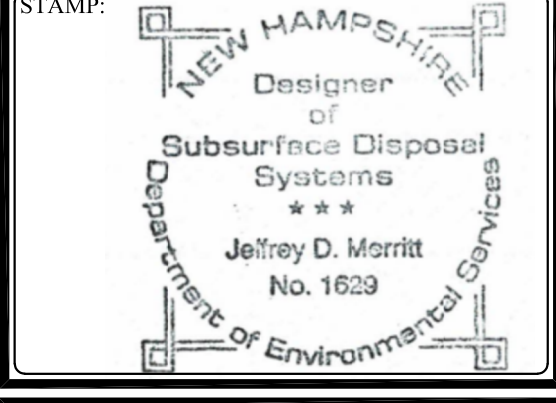 STAMP:
NEW HAMPSHIRE
Designer
of
Subsurface Disposal
Systems
Jeffrey D. Merritt
No. 1629
Department of Environmental Services